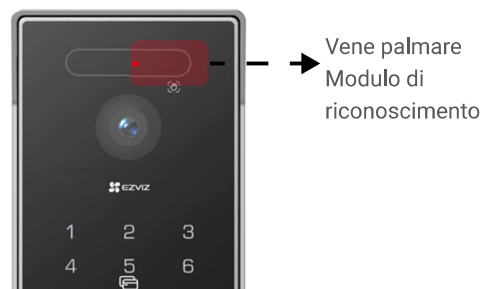 Vene palmare
Modulo di
riconoscimento
EZVIZ
1 2 3
4 5 6